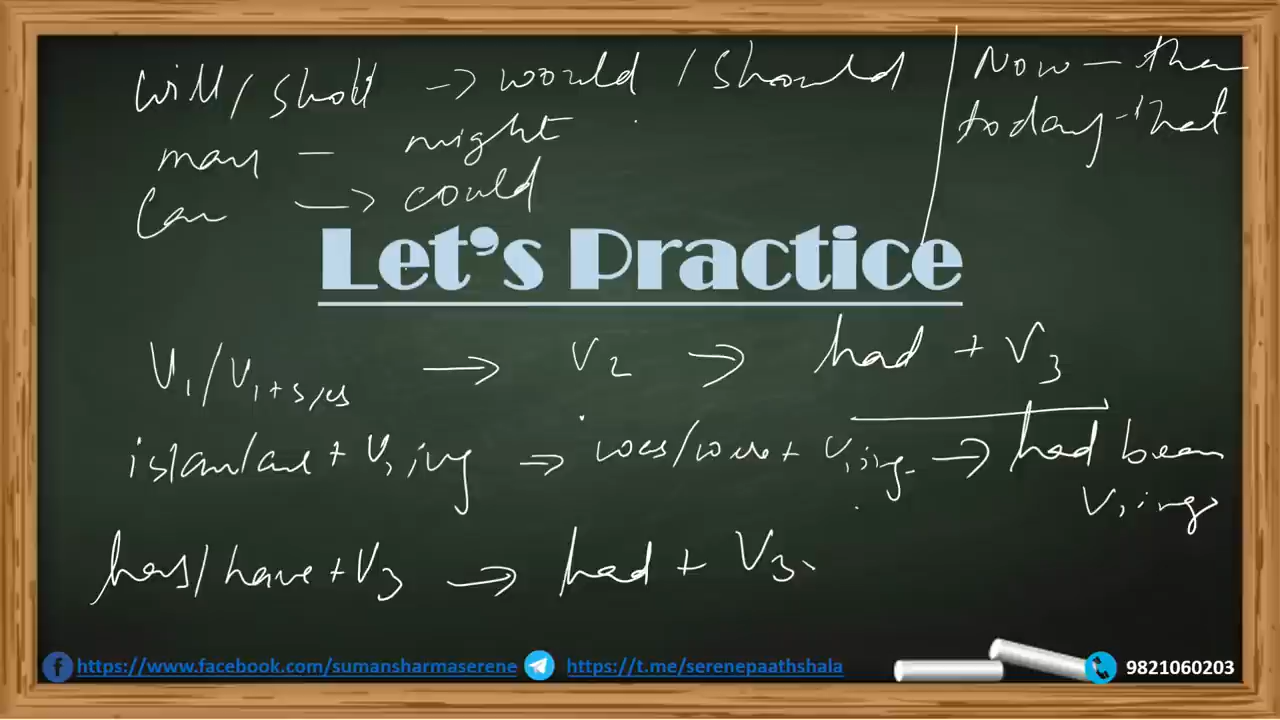 will / shall → would / should
may – might
can → could
Now – then
today – that
Let's Practice
V1/V1+s/es → V2 → had + V3
is/am/are + V1 ing → was/were + V1 ing → had been
V1 ing
has/have + V3 → had + V3
https://www.facebook.com/sumansharmaserene
https://t.me/serenepaathshala
9821060203